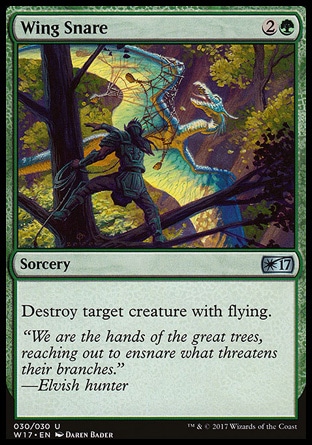 Wing Snare 2
Sorcery 17
Destroy target creature with flying.
“We are the hands of the great trees,
reaching out to ensnare what threatens
their branches.”
—Elvish hunter
030/030 U
W17 • EN Daren Bader ™ & © 2017 Wizards of the Coast